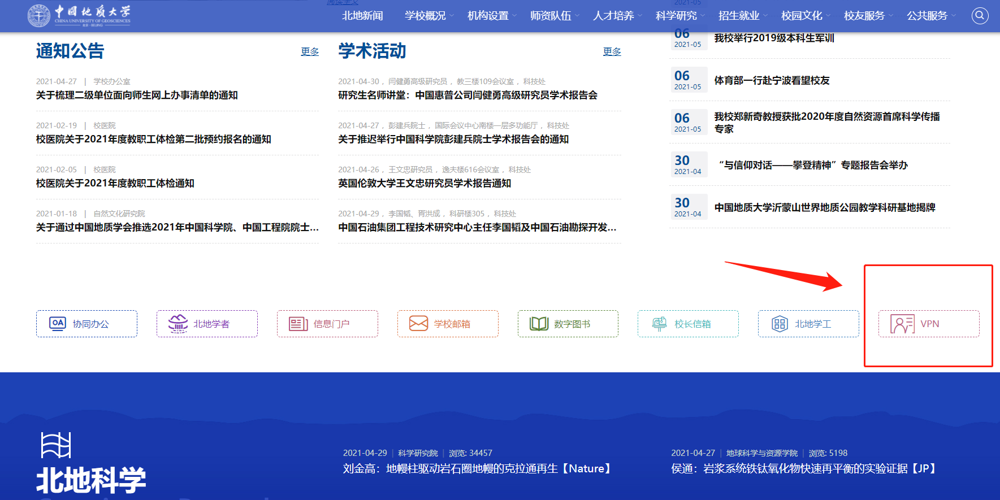 中国地质大学
CHINA UNIVERSITY OF GEOSCIENCES
北京·BEIJING
阅读全文
北地新闻
学校概况
机构设置
师资队伍
人才培养
科学研究
招生就业
校园文化
校友服务
公共服务
通知公告
更多
2021-04-27 | 学校办公室
关于梳理二级单位面向师生网上办事清单的通知
2021-02-19 | 校医院
校医院关于2021年度教职工体检第二批预约报名的通知
2021-02-05 | 校医院
校医院关于2021年度教职工体检通知
2021-01-18 | 自然文化研究院
关于通过中国地质学会推选2021年中国科学院、中国工程院院士...
学术活动
更多
2021-04-30 ，闫健勇高级研究员 ，教三楼109会议室 ，科技处
研究生名师讲堂：中国惠普公司闫健勇高级研究员学术报告会
2021-04-27 ，彭建兵院士 ，国际会议中心南楼一层多功能厅 ，科技处
关于推迟举行中国科学院彭建兵院士学术报告会的通知
2021-04-26 ，王文忠研究员 ，逸夫楼616会议室 ，科技处
英国伦敦大学王文忠研究员学术报告通知
2021-04-29 ，李国韬、胥洪成 ，科研楼305 ，科技处
中国石油集团工程技术研究中心主任李国韬及中国石油勘探开发...
2021-05
06
2021-05
我校举行2019级本科生军训
06
2021-05
体育部一行赴宁波看望校友
06
2021-05
我校郑新奇教授获批2020年度自然资源首席科学传播
专家
30
2021-04
“与信仰对话——攀登精神”专题报告会举办
30
2021-04
中国地质大学沂蒙山世界地质公园教学科研基地揭牌
OA
协同办公
北地学者
信息门户
学校邮箱
数字图书
校长信箱
北地学工
VPN
北地科学
2021-04-29 | 科学研究院 | 浏览: 34457
刘金高：地幔柱驱动岩石圈地幔的克拉通再生【Nature】
2021-04-27 | 地球科学与资源学院 | 浏览: 5198
侯通：岩浆系统铁钛氧化物快速再平衡的实验证据【JP】